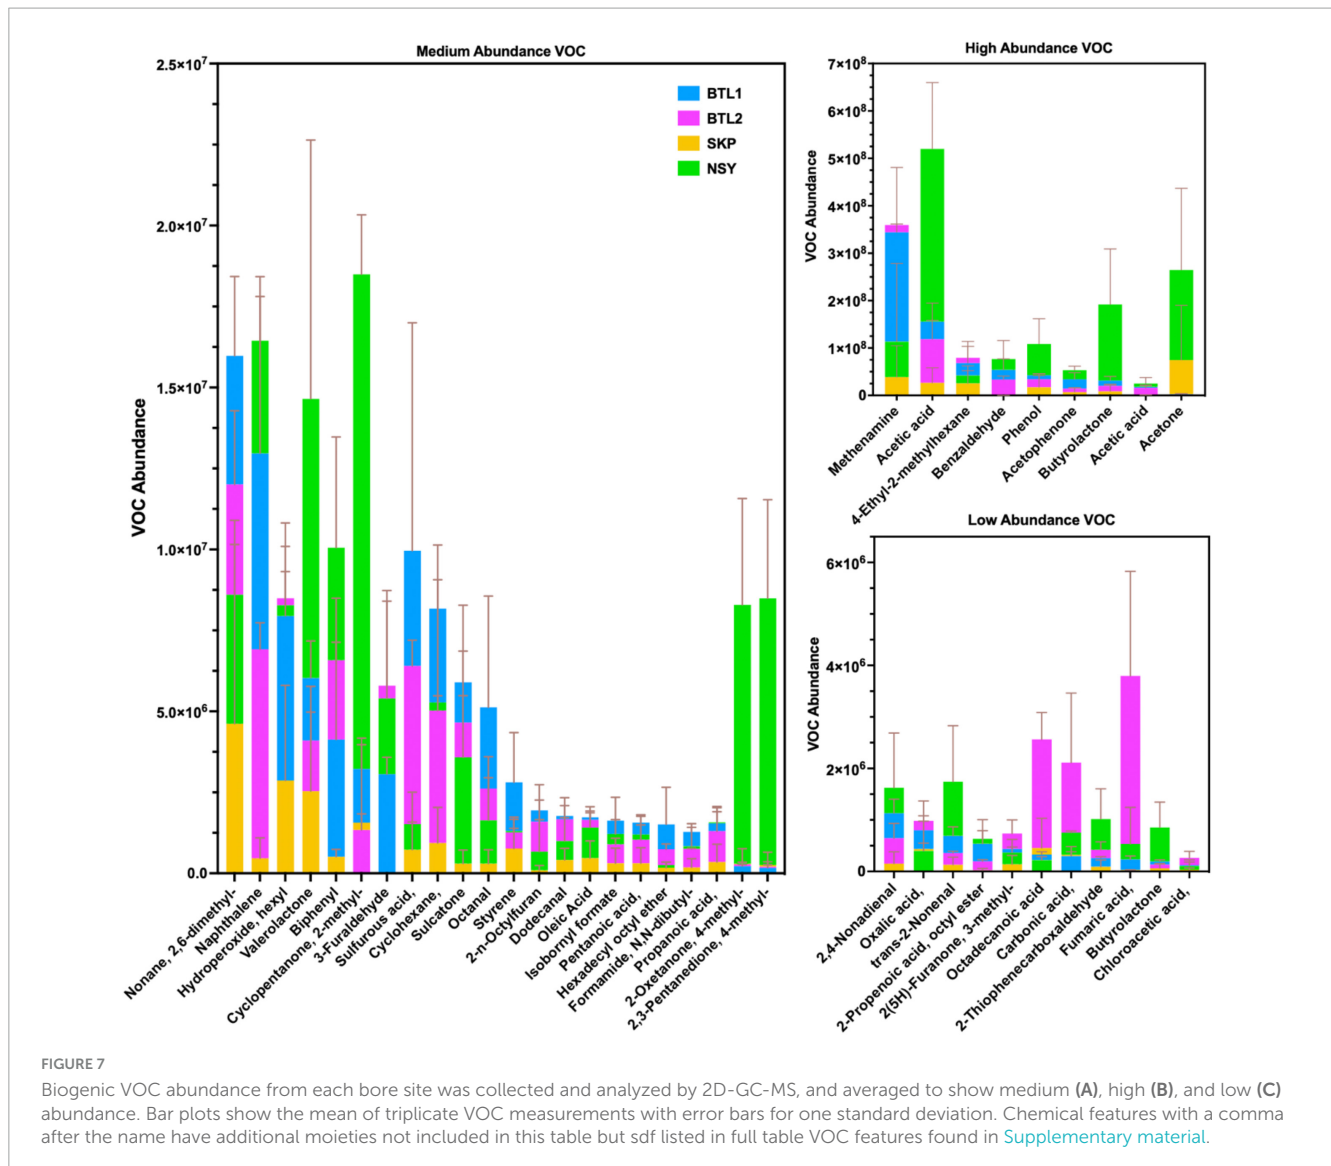 Medium Abundance VOC
2.5×10⁷
2.0×10⁷
1.5×10⁷
1.0×10⁷
5.0×10⁶
0.0
VOC Abundance
BTL1
BTL2
SKP
NSY
Nonane, 2,6-dimethyl-
Naphthalene
Hydroperoxide, hexyl
Valerolactone
Biphenyl
Cyclopentanone, 2-methyl-
3-Furaldehyde
Sulfurous acid,
Cyclohexane,
Sulcatone
Octanal
Styrene
2-n-Octylfuran
Dodecanal
Oleic Acid
Isobornyl formate
Pentanoic acid,
Hexadecyl octyl ether
Formamide, N,N-dibutyl-
Propanoic acid,
2-Oxetanone, 4-methyl-
2,3-Pentanedione, 4-methyl-
High Abundance VOC
7×10⁸
6×10⁸
5×10⁸
4×10⁸
3×10⁸
2×10⁸
1×10⁸
0
VOC Abundance
Methenamine
Acetic acid
4-Ethyl-2-methylhexane
Benzaldehyde
Phenol
Acetophenone
Butyrolactone
Acetic acid
Acetone
Low Abundance VOC
6×10⁶
4×10⁶
2×10⁶
0
VOC Abundance
2,4-Nonadienal
Oxalic acid,
trans-2-Nonenal
2-Propenoic acid, octyl ester
2(5H)-Furanone, 3-methyl-
Octadecanoic acid
Carbonic acid,
2-Thiophenecarboxaldehyde
Fumaric acid,
Butyrolactone
Chloroacetic acid,
FIGURE 7
Biogenic VOC abundance from each bore site was collected and analyzed by 2D-GC-MS, and averaged to show medium (A), high (B), and low (C)
abundance. Bar plots show the mean of triplicate VOC measurements with error bars for one standard deviation. Chemical features with a comma
after the name have additional moieties not included in this table but sdf listed in full table VOC features found in Supplementary material.